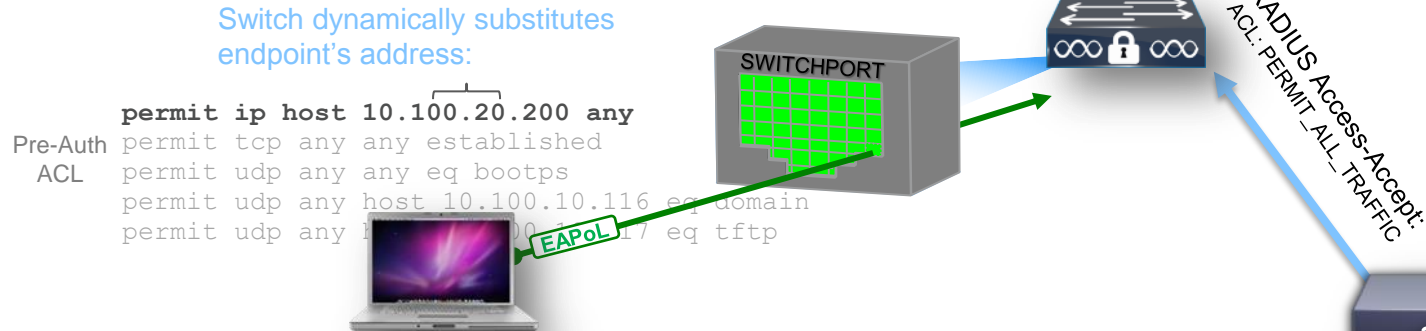 Switch dynamically substitutes
endpoint's address:
permit ip host 10.100.20.200 any
Pre-Auth
ACL
permit tcp any any established
permit udp any any eq bootps
permit udp any host 10.100.10.116 eq domain
permit udp any eq tftp
EAPoL
SWITCHPORT
Access-Accept:
ACL: PERMIT_ALL_TRAFFIC